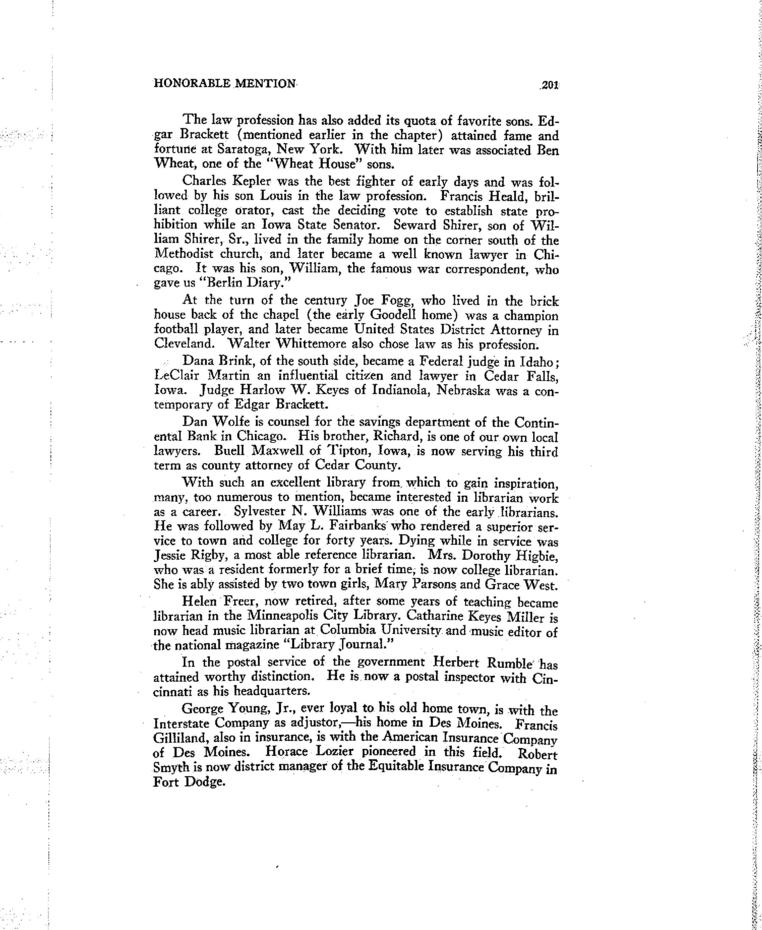 HONORABLE MENTION 201
The law profession has also added its quota of favorite sons. Ed-
gar Brackett (mentioned earlier in the chapter) attained fame and
fortune at Saratoga, New York. With him later was associated Ben
Wheat, one of the "Wheat House" sons.
Charles Kepler was the best fighter of early days and was fol-
lowed by his son Louis in the law profession. Francis Heald, bril-
liant college orator, cast the deciding vote to establish state pro-
hibition while an Iowa State Senator. Seward Shirer, son of Wil-
liam Shirer, Sr., lived in the family home on the corner south of the
Methodist church, and later became a well known lawyer in Chi-
cago. It was his son, William, the famous war correspondent, who
gave us "Berlin Diary."
At the turn of the century Joe Fogg, who lived in the brick
house back of the chapel (the early Goodell home) was a champion
football player, and later became United States District Attorney in
Cleveland. Walter Whittemore also chose law as his profession.
Dana Brink, of the south side, became a Federal judge in Idaho;
LeClair Martin an influential citizen and lawyer in Cedar Falls,
Iowa. Judge Harlow W. Keyes of Indianola, Nebraska was a con-
temporary of Edgar Brackett.
Dan Wolfe is counsel for the savings department of the Contin-
ental Bank in Chicago. His brother, Richard, is one of our own local
lawyers. Buell Maxwell of Tipton, Iowa, is now serving his third
term as county attorney of Cedar County.
With such an excellent library from which to gain inspiration,
many, too numerous to mention, became interested in librarian work
as a career. Sylvester N. Williams was one of the early librarians.
He was followed by May L. Fairbanks who rendered a superior ser-
vice to town and college for forty years. Dying while in service was
Jessie Rigby, a most able reference librarian. Mrs. Dorothy Higbie,
who was a resident formerly for a brief time, is now college librarian.
She is ably assisted by two town girls, Mary Parsons and Grace West.
Helen Freer, now retired, after some years of teaching became
librarian in the Minneapolis City Library. Catharine Keyes Miller is
now head music librarian at Columbia University and music editor of
the national magazine "Library Journal."
In the postal service of the government Herbert Rumble has
attained worthy distinction. He is now a postal inspector with Cin-
cinnati as his headquarters.
George Young, Jr., ever loyal to his old home town, is with the
Interstate Company as adjustor,—his home in Des Moines. Francis
Gilliland, also in insurance, is with the American Insurance Company
of Des Moines. Horace Lozier pioneered in this field. Robert
Smyth is now district manager of the Equitable Insurance Company in
Fort Dodge.